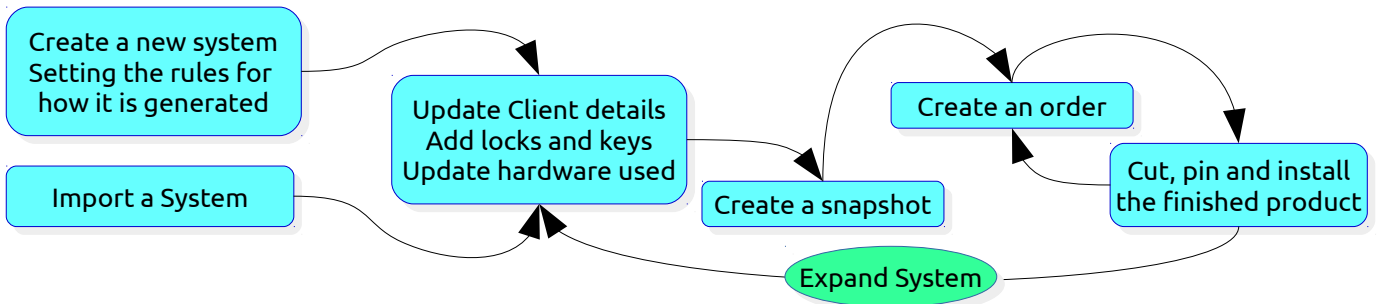 Create a new system
Setting the rules for
how it is generated
Import a System
Update Client details
Add locks and keys
Update hardware used
Create a snapshot
Create an order
Cut, pin and install
the finished product
Expand System